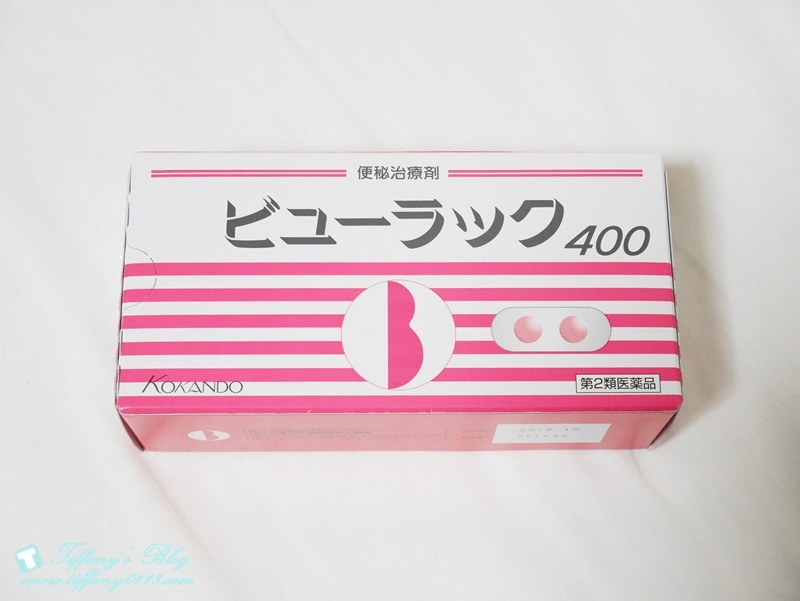 便秘治療剤
ビューラック400
B
KOKANDO
第2類医薬品
Tiffany's Blog
www.tiffany0118.com